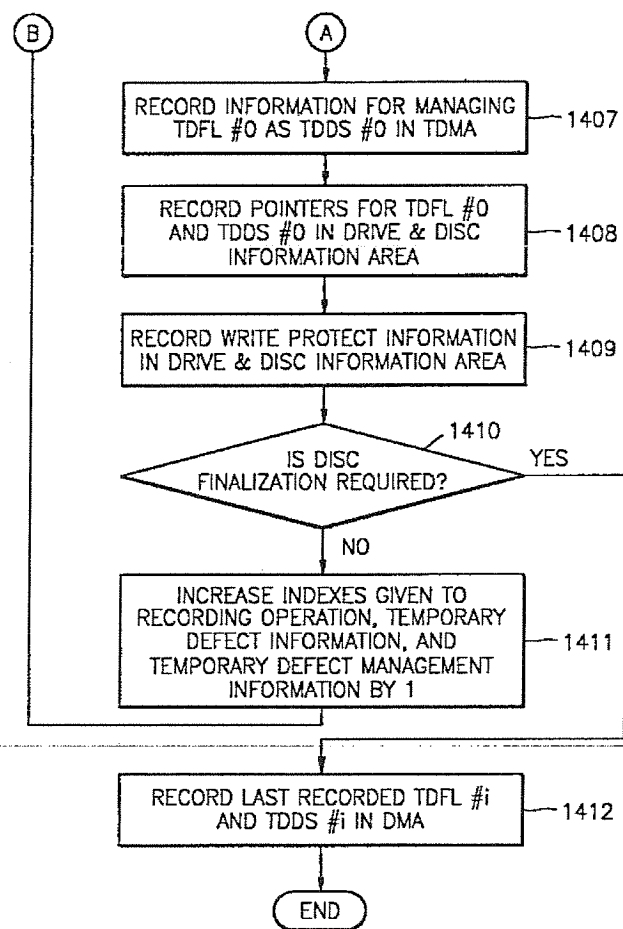 B
A
RECORD INFORMATION FOR MANAGING
TDFL #0 AS TDDS #0 IN TDMA
1407
RECORD POINTERS FOR TDFL #0
AND TDDS #0 IN DRIVE & DISC
INFORMATION AREA
1408
RECORD WRITE PROTECT INFORMATION
IN DRIVE & DISC INFORMATION AREA
1409
1410
IS DISC
FINALIZATION REQUIRED?
YES
NO
INCREASE INDEXES GIVEN TO
RECORDING OPERATION, TEMPORARY
DEFECT INFORMATION, AND
TEMPORARY DEFECT MANAGEMENT
INFORMATION BY 1
1411
RECORD LAST RECORDED TDFL #i
AND TDDS #i IN DMA
1412
END